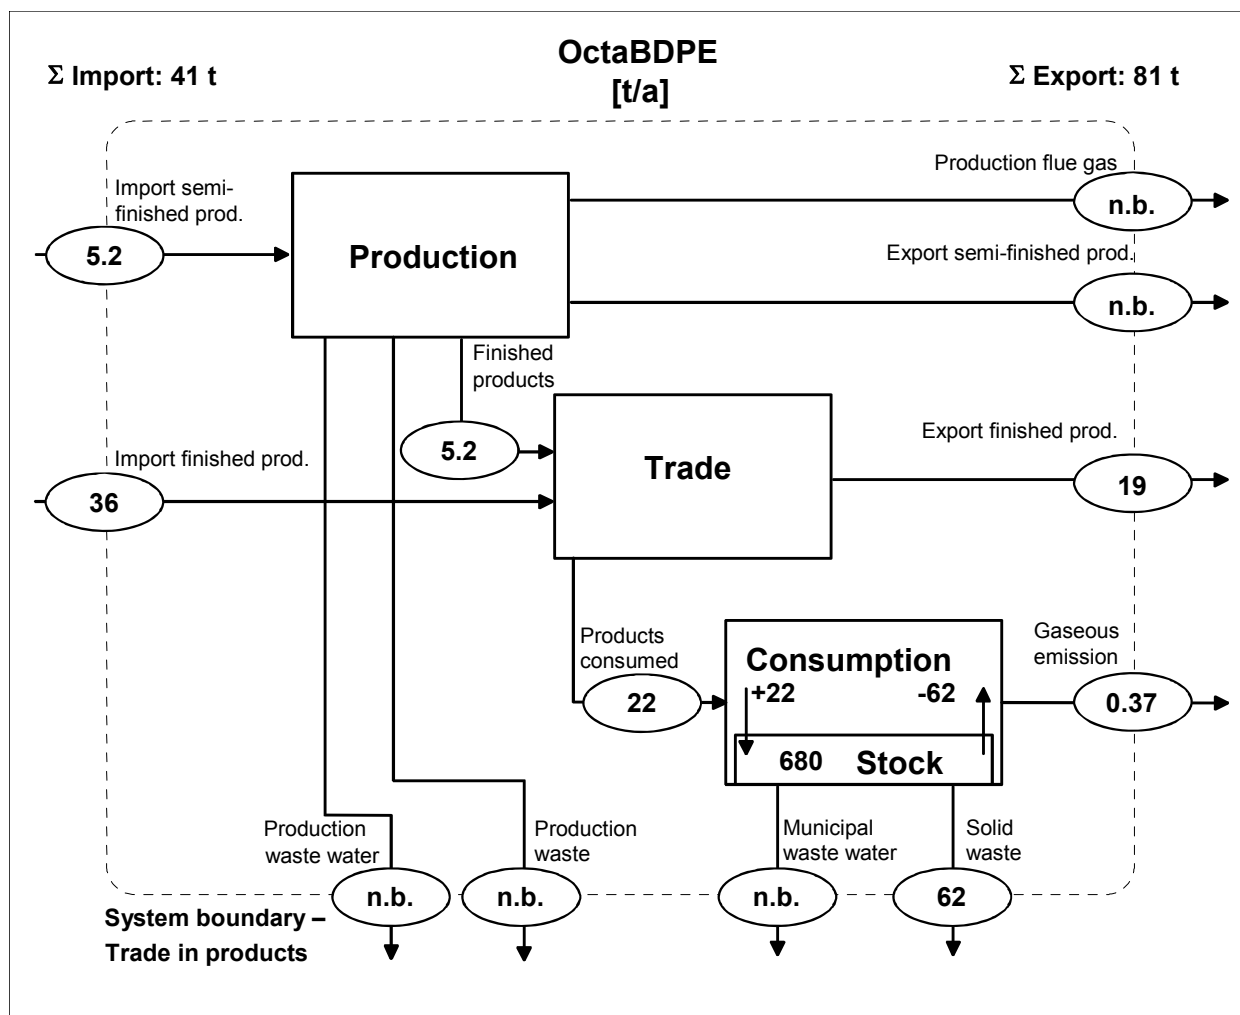 OctaBDPE
[t/a]
Σ Import: 41 t
Σ Export: 81 t
Production flue gas
n.b.
Import semi-
finished prod.
5.2
Production
Export semi-finished prod.
n.b.
Finished
products
5.2
Import finished prod.
36
Trade
Export finished prod.
19
Products
consumed
22
Consumption
+22
-62
680
Stock
Gaseous
emission
0.37
Production
waste water
n.b.
Production
waste
n.b.
Municipal
waste water
n.b.
Solid
waste
62
System boundary –
Trade in products